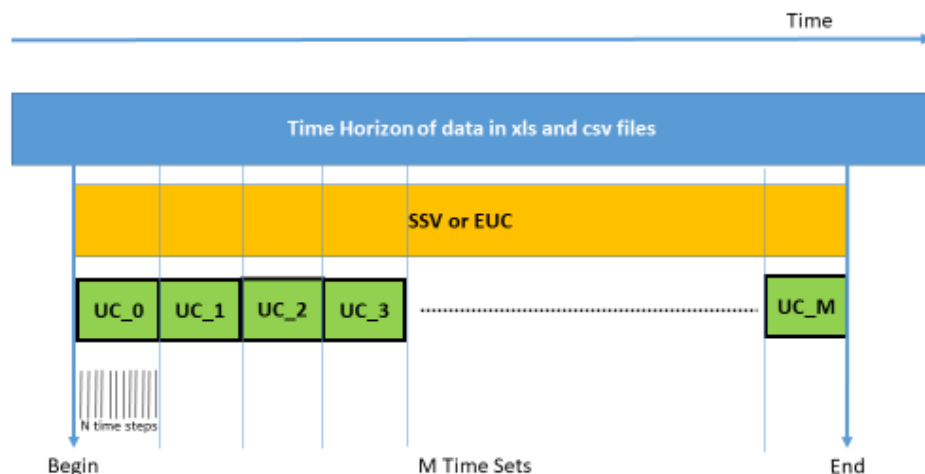 Time
Time Horizon of data in xls and csv files
SSV or EUC
UC_0 UC_1 UC_2 UC_3 UC_M
N time steps
Begin M Time Sets End